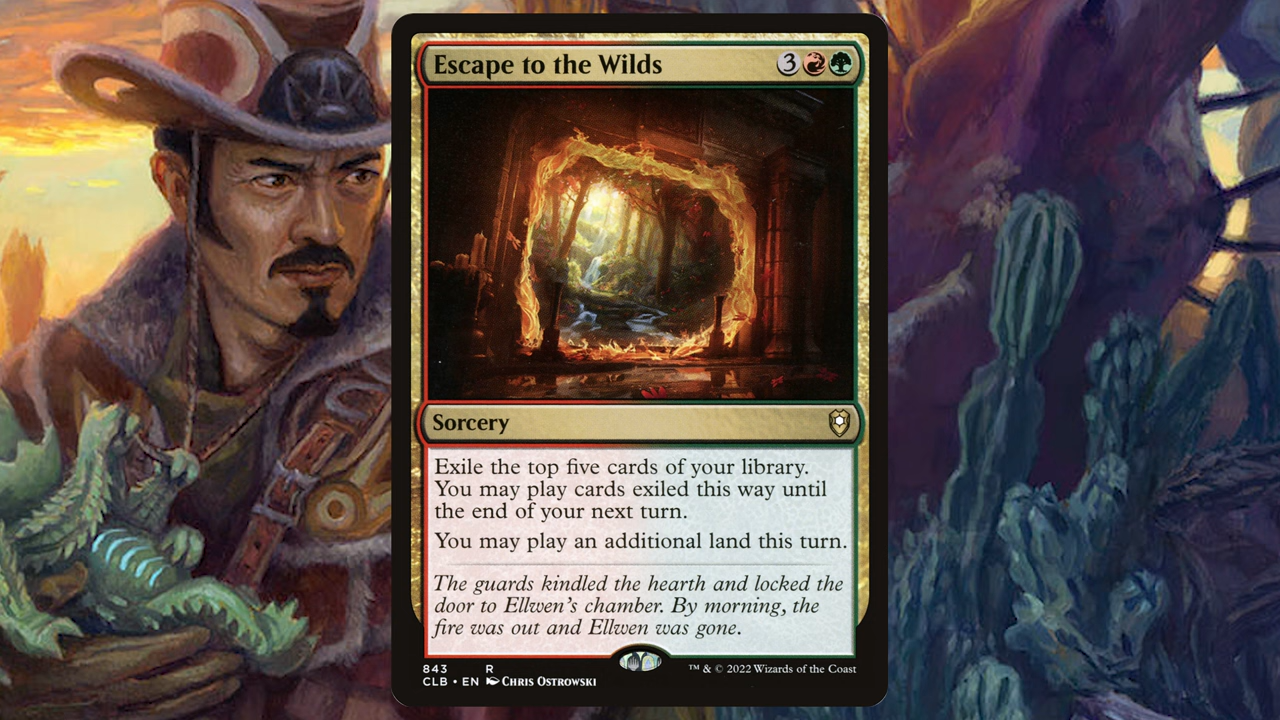 Escape to the Wilds 3
Sorcery
Exile the top five cards of your library.
You may play cards exiled this way until
the end of your next turn.
You may play an additional land this turn.
The guards kindled the hearth and locked the
door to Ellwen's chamber. By morning, the
fire was out and Ellwen was gone.
843 R
™ & © 2022 Wizards of the Coast
CLB • EN Chris Ostrowski